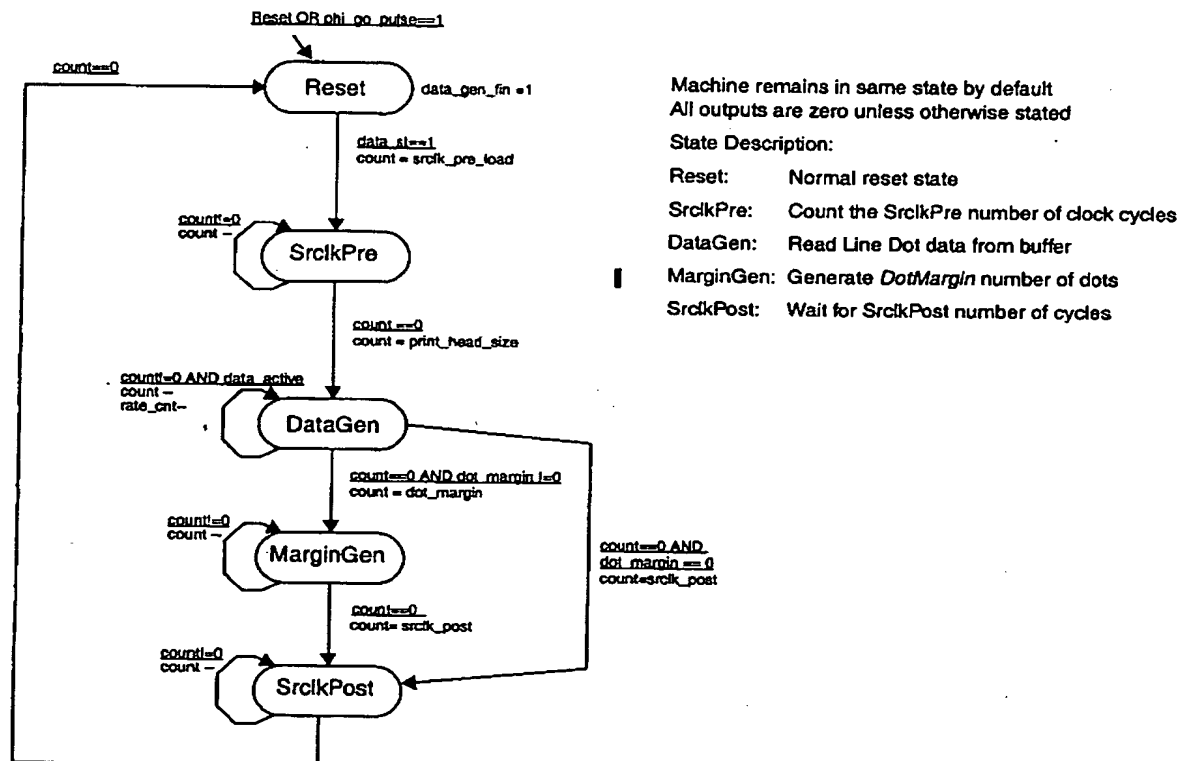 Reset OR phi_go_pulse==1
count==0
Reset
data_gen_fin =1
data_st==1
count = srclk_pre_load
count!=0
count –
SrclkPre
count ==0
count = print_head_size
count!=0 AND data_active
count –
rate_cnt–
DataGen
count==0 AND dot_margin !=0
count = dot_margin
count!=0
count –
MarginGen
count==0 AND
dot_margin == 0
count=srclk_post
count==0
count= srclk_post
count!=0
count –
SrclkPost
Machine remains in same state by default
All outputs are zero unless otherwise stated
State Description:
Reset: Normal reset state
SrclkPre: Count the SrclkPre number of clock cycles
DataGen: Read Line Dot data from buffer
MarginGen: Generate DotMargin number of dots
SrclkPost: Wait for SrclkPost number of cycles